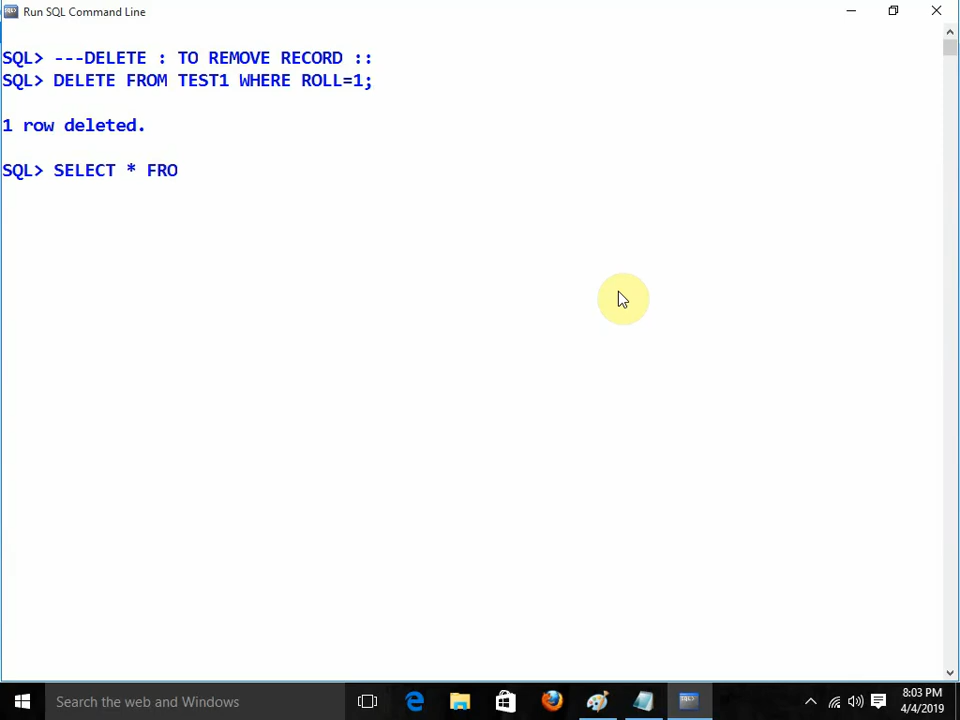 Run SQL Command Line
SQL> ---DELETE : TO REMOVE RECORD ::
SQL> DELETE FROM TEST1 WHERE ROLL=1;
1 row deleted.
SQL> SELECT * FRO
Search the web and Windows
8:03 PM
4/4/2019